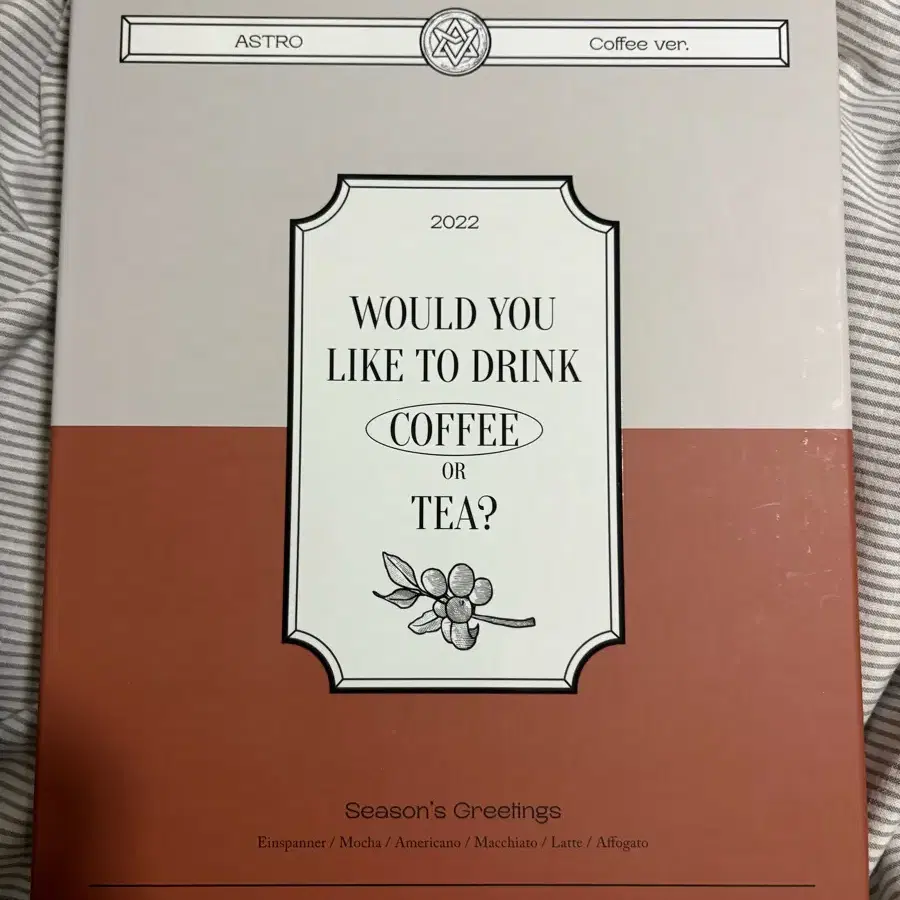 ASTRO
Coffee ver.
2022
WOULD YOU
LIKE TO DRINK
COFFEE
OR
TEA?
Season's Greetings
Einspanner / Mocha / Americano / Macchiato / Latte / Affogato